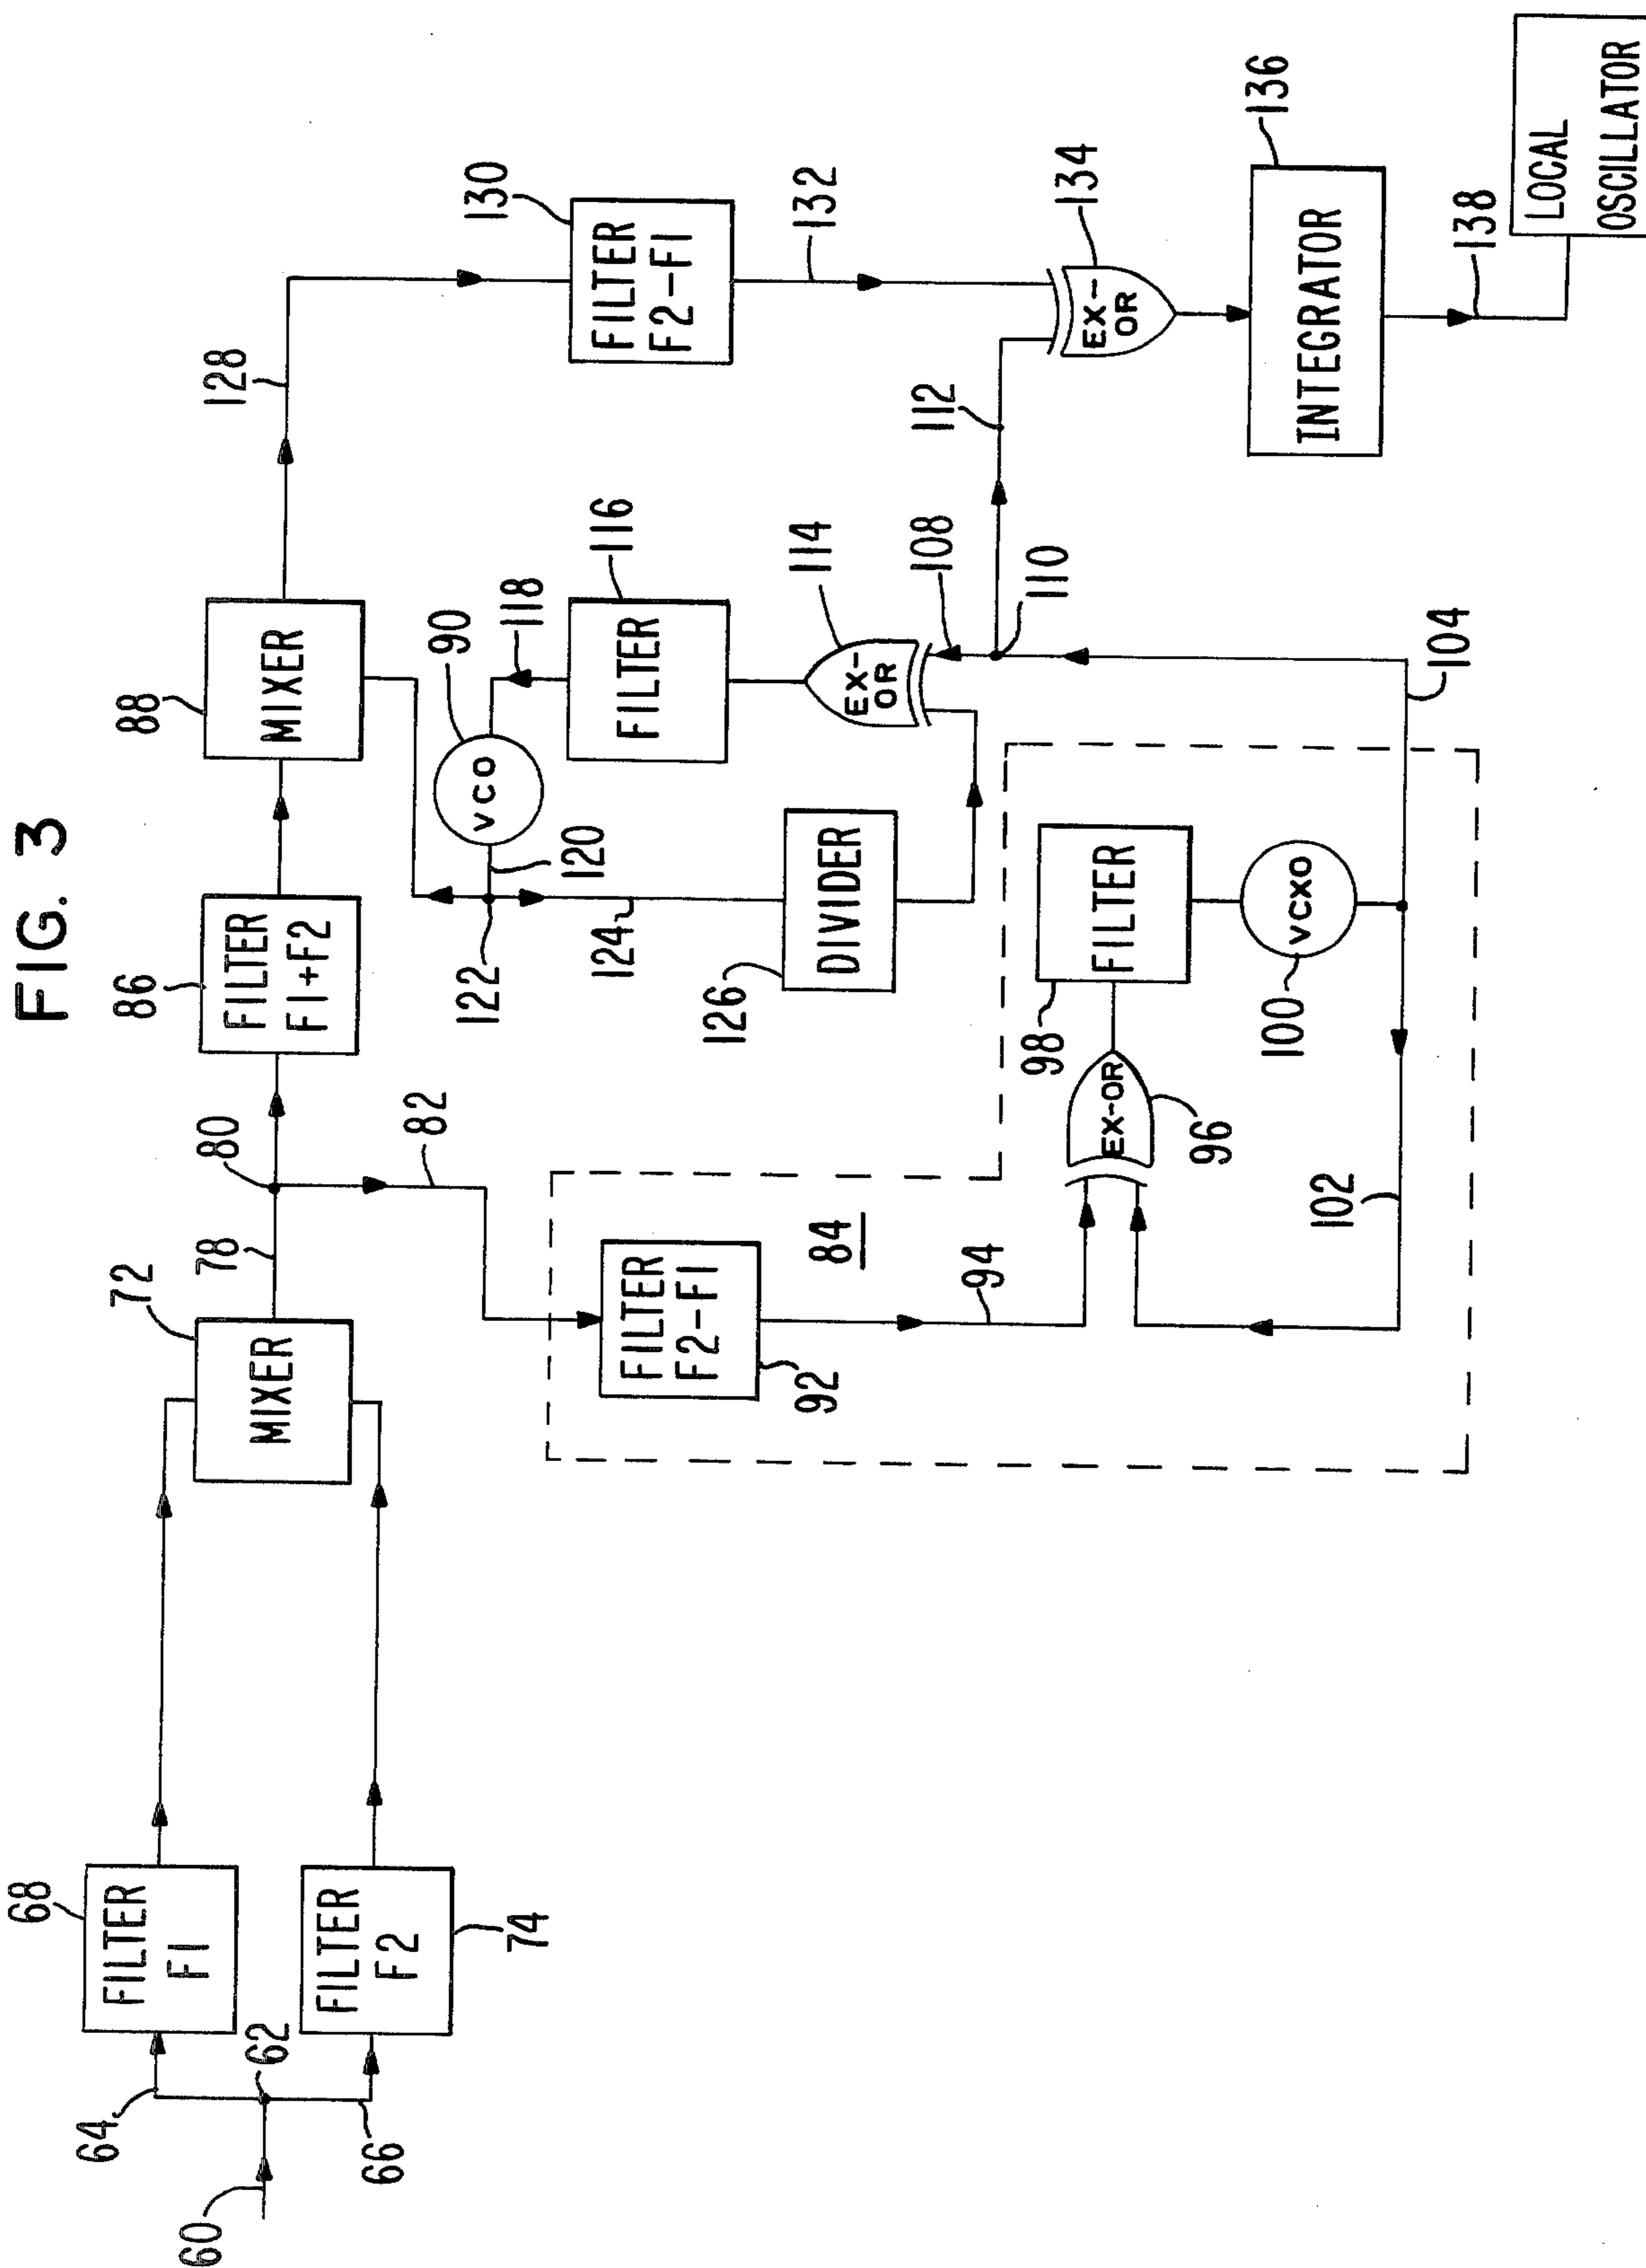 FIG. 3
60
62
64
66
68
FILTER
F1
74
FILTER
F2
72
MIXER
78
80
82
86
FILTER
F1+F2
88
MIXER
128
130
FILTER
F2-F1
132
134
EX-
OR
136
INTEGRATOR
138
LOCAL
OSCILLATOR
90
VCO
118
116
FILTER
120
122
124
126
DIVIDER
114
EX-
OR
108
110
112
104
84
92
FILTER
F2-F1
94
96
EX-OR
98
FILTER
100
VCXO
102